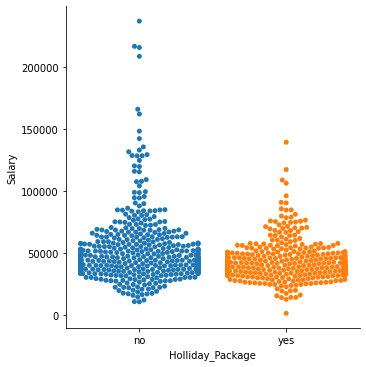 200000
150000
100000
50000
0
Salary
no
yes
Holliday_Package